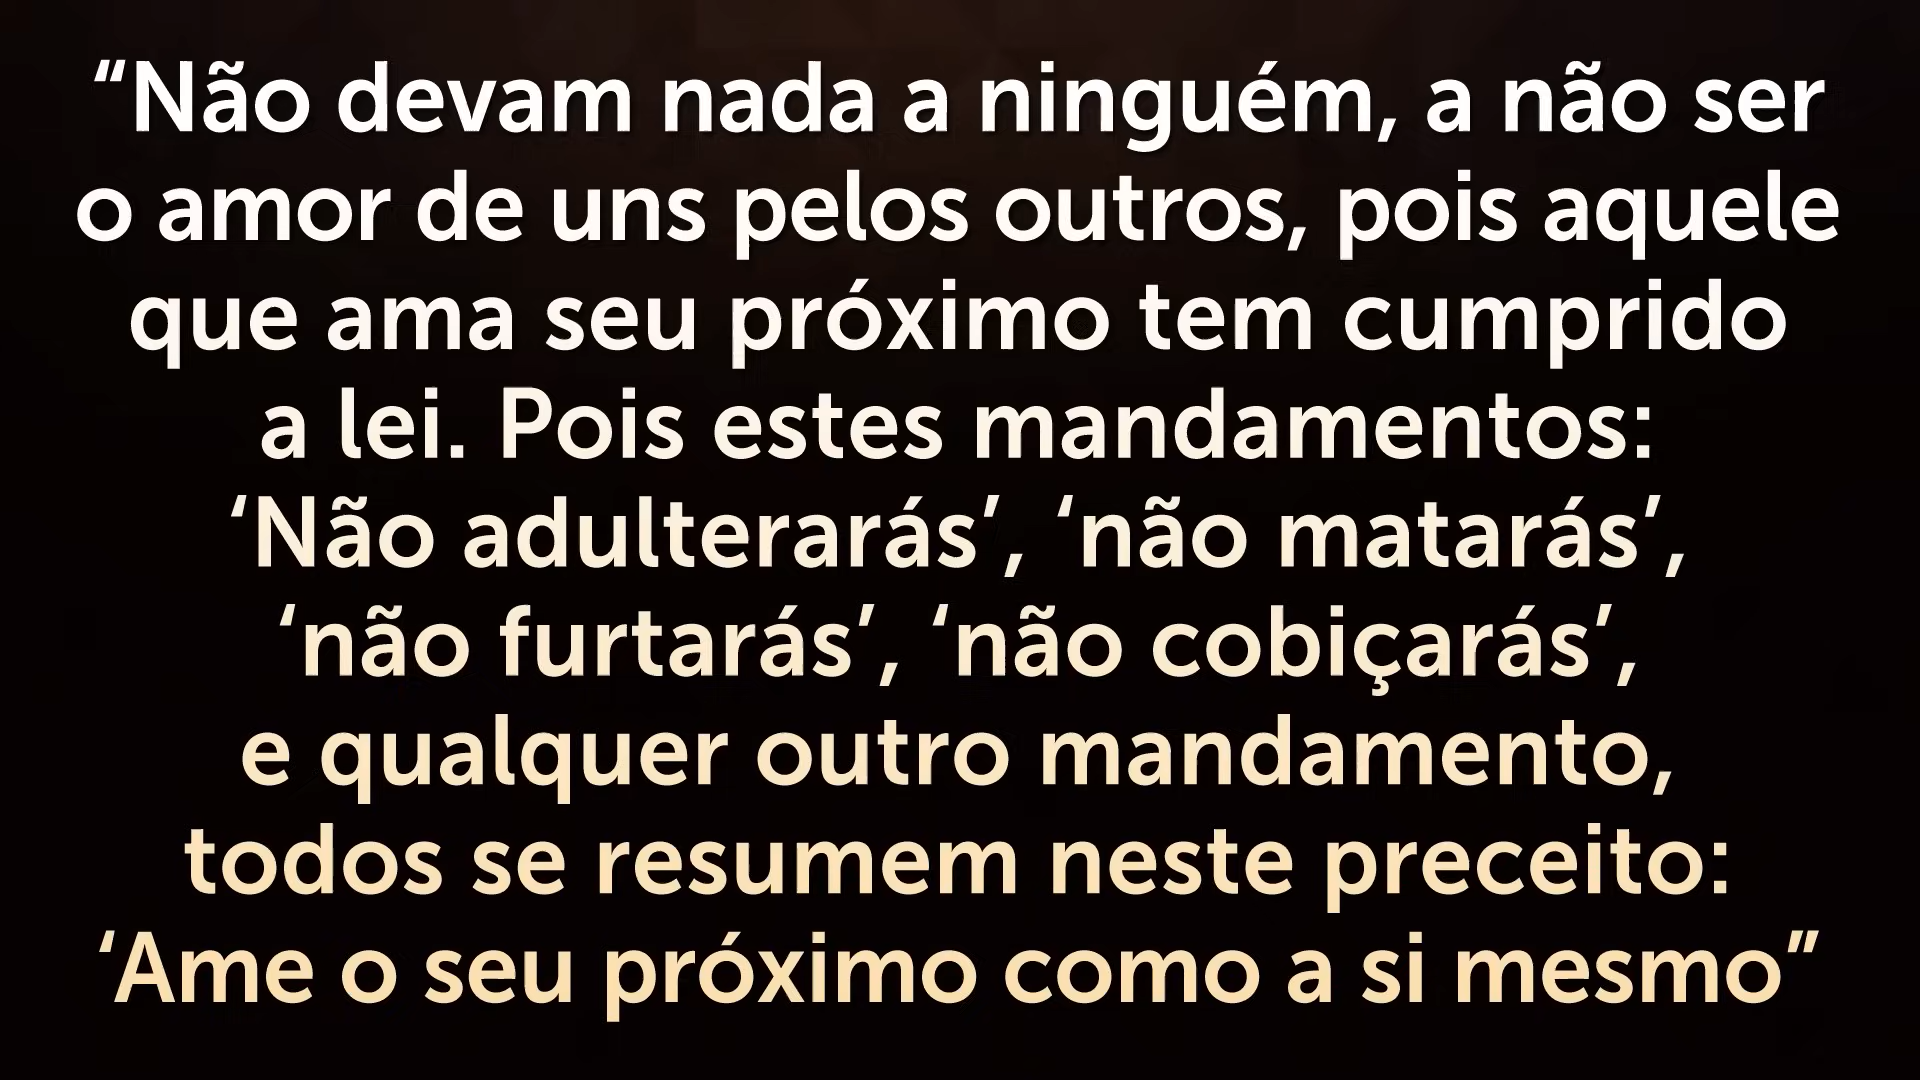 “Não devam nada a ninguém, a não ser
o amor de uns pelos outros, pois aquele
que ama seu próximo tem cumprido
a lei. Pois estes mandamentos:
‘Não adulterarás’, ‘não matarás’,
‘não furtarás’, ‘não cobiçarás’,
e qualquer outro mandamento,
todos se resumem neste preceito:
‘Ame o seu próximo como a si mesmo”